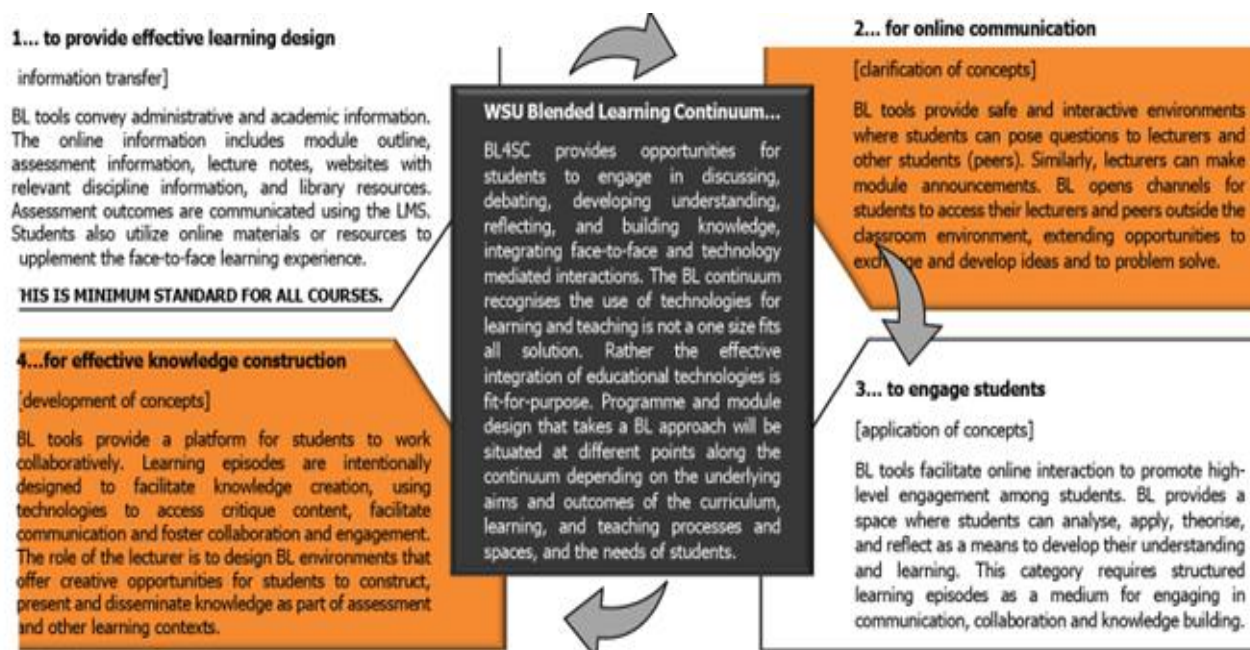 1... to provide effective learning design
information transfer]
BL tools convey administrative and academic information.
The online information includes module outline,
assessment information, lecture notes, websites with
relevant discipline information, and library resources.
Assessment outcomes are communicated using the LMS.
Students also utilize online materials or resources to
upplement the face-to-face learning experience.
HIS IS MINIMUM STANDARD FOR ALL COURSES.
WSU Blended Learning Continuum...
BL4SC provides opportunities for
students to engage in discussing,
debating, developing understanding,
reflecting, and building knowledge,
integrating face-to-face and technology
mediated interactions. The BL continuum
recognises the use of technologies for
learning and teaching is not a one size fits
all solution. Rather the effective
integration of educational technologies is
fit-for-purpose. Programme and module
design that takes a BL approach will be
situated at different points along the
continuum depending on the underlying
aims and outcomes of the curriculum,
learning, and teaching processes and
spaces, and the needs of students.
2... for online communication
[clarification of concepts]
BL tools provide safe and interactive environments
where students can pose questions to lecturers and
other students (peers). Similarly, lecturers can make
module announcements. BL opens channels for
students to access their lecturers and peers outside the
classroom environment, extending opportunities to
exchange and develop ideas and to problem solve.
3... to engage students
[application of concepts]
BL tools facilitate online interaction to promote high-
level engagement among students. BL provides a
space where students can analyse, apply, theorise,
and reflect as a means to develop their understanding
and learning. This category requires structured
learning episodes as a medium for engaging in
communication, collaboration and knowledge building.
4...for effective knowledge construction
[development of concepts]
BL tools provide a platform for students to work
collaboratively. Learning episodes are intentionally
designed to facilitate knowledge creation, using
technologies to access critique content, facilitate
communication and foster collaboration and engagement.
The role of the lecturer is to design BL environments that
offer creative opportunities for students to construct,
present and disseminate knowledge as part of assessment
and other learning contexts.